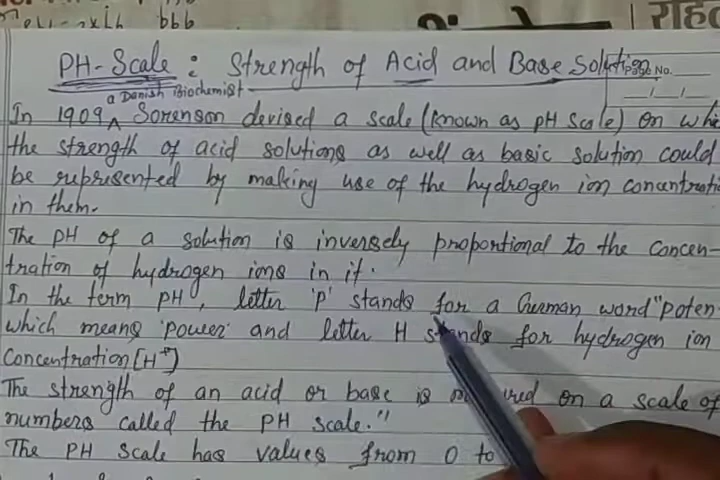 bbb
राहत
PH-Scale : Strength of Acid and Base Solution
Page No.
a Danish Biochemist
In 1909 ^ Sorenson devised a scale (known as pH scale) on
the strength of acid solutions as well as basic solution could
be represented by making use of the hydrogen ion
in them.
The PH of a solution is inversely proportional to the concen-
tration of hydrogen ions in it.
In the term PH, letter 'P' stands for a German word "Poten
which means 'power' and letter H stands for hydrogen ion
Concentration [H+]
The strength of an acid or base is on a scale of
numbers called the PH scale."
The PH scale has values from 0 to